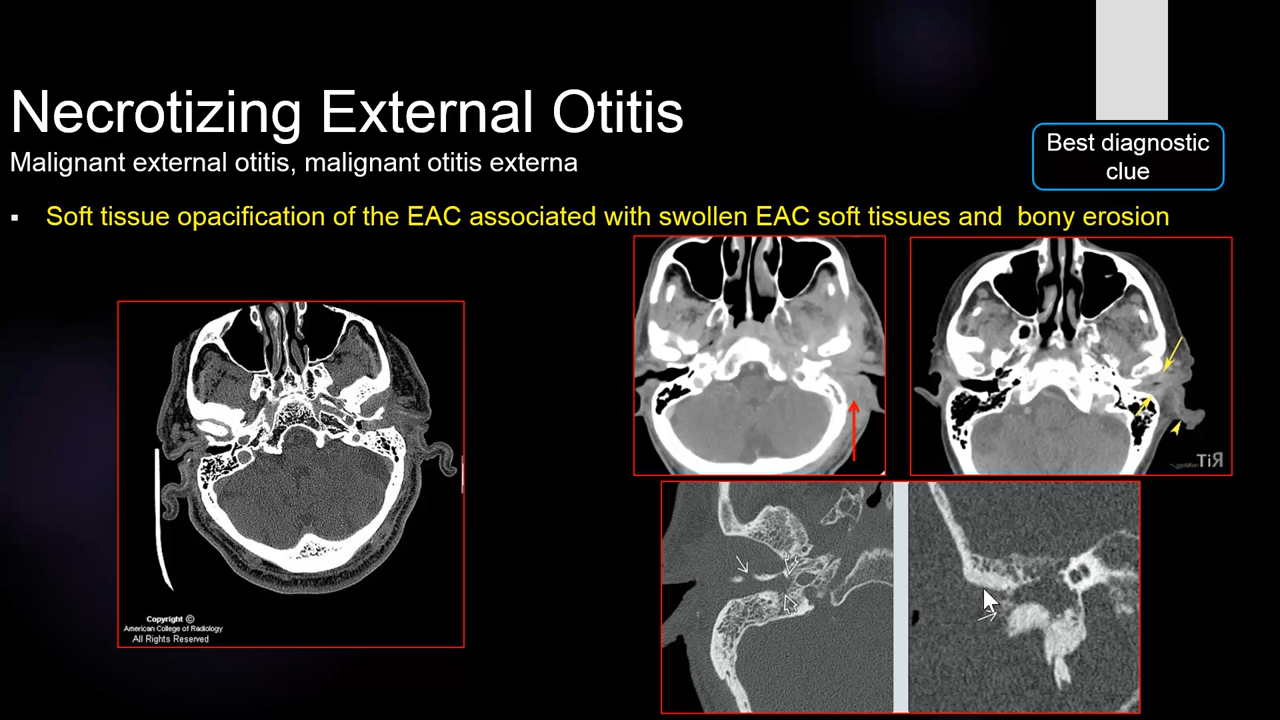 Necrotizing External Otitis
Malignant external otitis, malignant otitis externa
Best diagnostic
clue
▪ Soft tissue opacification of the EAC associated with swollen EAC soft tissues and  bony erosion
Copyright ©
American College of Radiology
All Rights Reserved